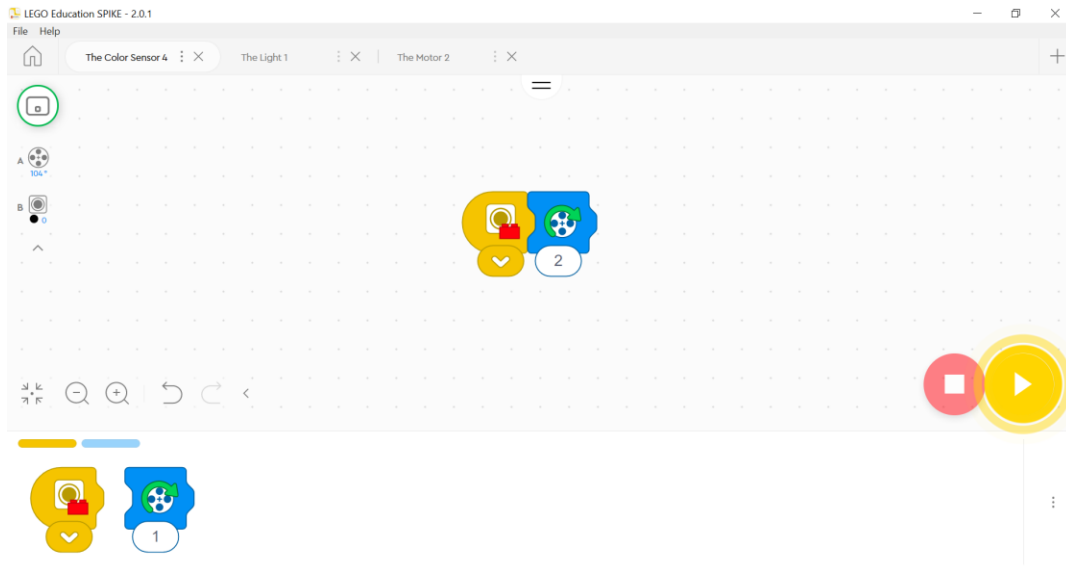 LEGO Education SPIKE - 2.0.1
File Help
The Color Sensor 4
The Light 1
The Motor 2
A
104°
B
0
2
1